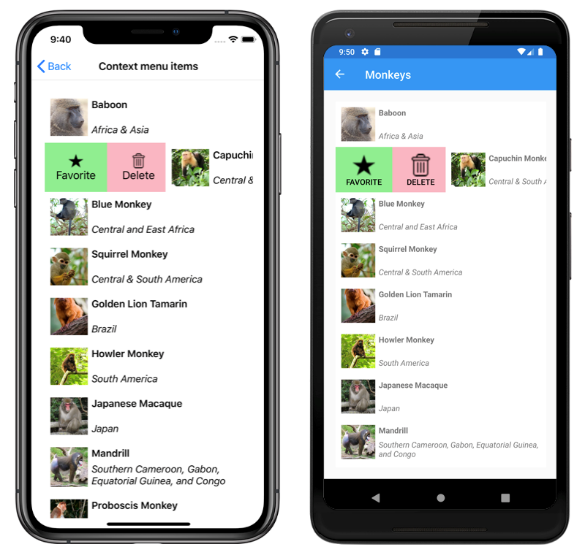 9:40
Back
Context menu items
Baboon
Africa & Asia
Favorite
Delete
Capuchi
Central &
Blue Monkey
Central and East Africa
Squirrel Monkey
Central & South America
Golden Lion Tamarin
Brazil
Howler Monkey
South America
Japanese Macaque
Japan
Mandrill
Southern Cameroon, Gabon,
Equatorial Guinea, and Congo
Proboscis Monkey
9:50
Monkeys
Baboon
Africa & Asia
FAVORITE
DELETE
Capuchin Monke
Central & South A
Blue Monkey
Central and East Africa
Squirrel Monkey
Central & South America
Golden Lion Tamarin
Brazil
Howler Monkey
South America
Japanese Macaque
Japan
Mandrill
Southern Cameroon, Gabon, Equatorial Guinea,
and Congo